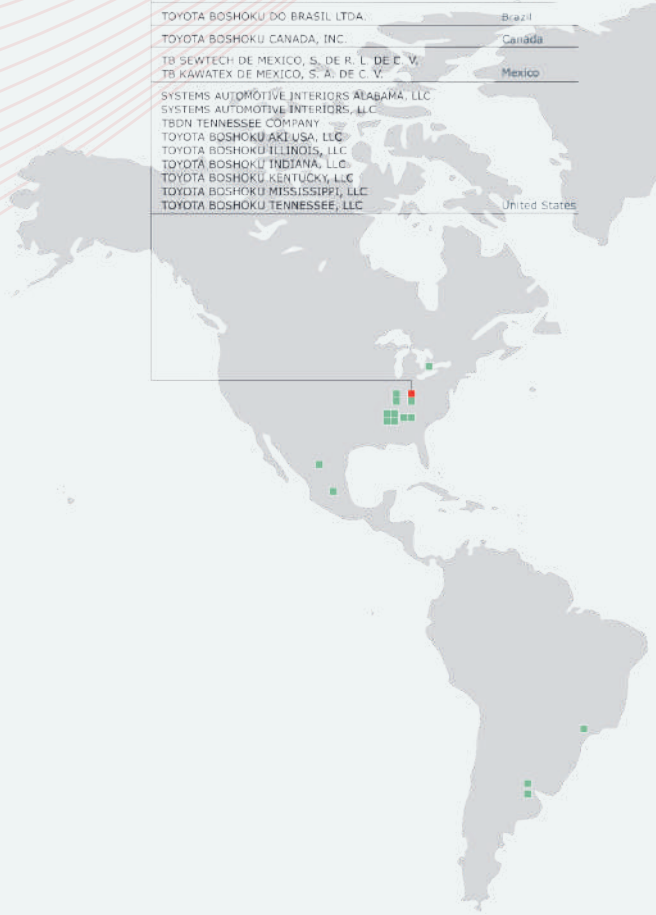 TOYOTA BOSHOKU DO BRASIL LTDA. Brazil
TOYOTA BOSHOKU CANADA, INC. Canada
TB SEWTECH DE MEXICO, S. DE R. L. DE C. V.
TB KAWATEX DE MEXICO, S. A. DE C. V. Mexico
SYSTEMS AUTOMOTIVE INTERIORS ALABAMA, LLC
SYSTEMS AUTOMOTIVE INTERIORS, LLC
TBDN TENNESSEE COMPANY
TOYOTA BOSHOKU AKI USA, LLC
TOYOTA BOSHOKU ILLINOIS, LLC
TOYOTA BOSHOKU INDIANA, LLC
TOYOTA BOSHOKU KENTUCKY, LLC
TOYOTA BOSHOKU MISSISSIPPI, LLC
TOYOTA BOSHOKU TENNESSEE, LLC United States